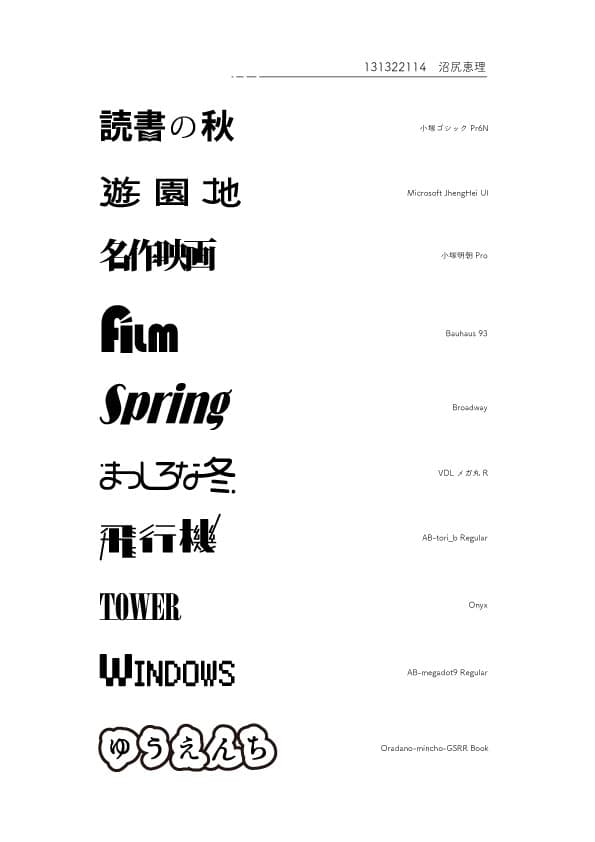 131322114　沼尻恵理
読書の秋 小塚ゴシック Pr6N
遊園地 Microsoft JhengHei UI
名作映画 小塚明朝 Pro
Film Bauhaus 93
Spring Broadway
まっしろな冬 VDL メガ丸 R
飛行機 AB-tori_b Regular
TOWER Onyx
WINDOWS AB-megadot9 Regular
ゆうえんち Oradano-mincho-GSRR Book